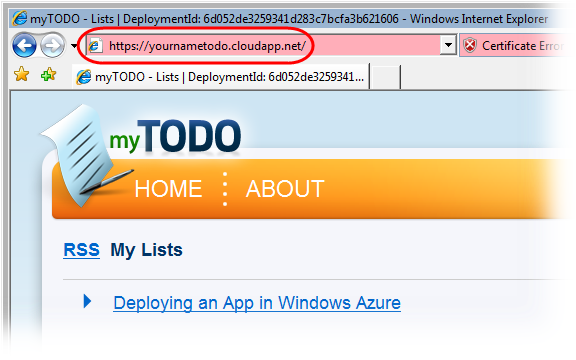 myTODO - Lists | DeploymentId: 6d052de3259341d283c7bcfa3b621606 - Windows Internet Explorer
https://yournametodo.cloudapp.net/
Certificate Error
myTODO - Lists | DeploymentId: 6d052de3259341...
myTODO
HOME
ABOUT
RSS My Lists
Deploying an App in Windows Azure